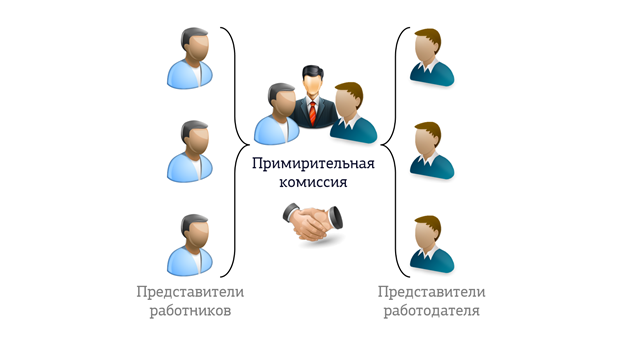 Примирительная
комиссия
Представители
работников
Представители
работодателя